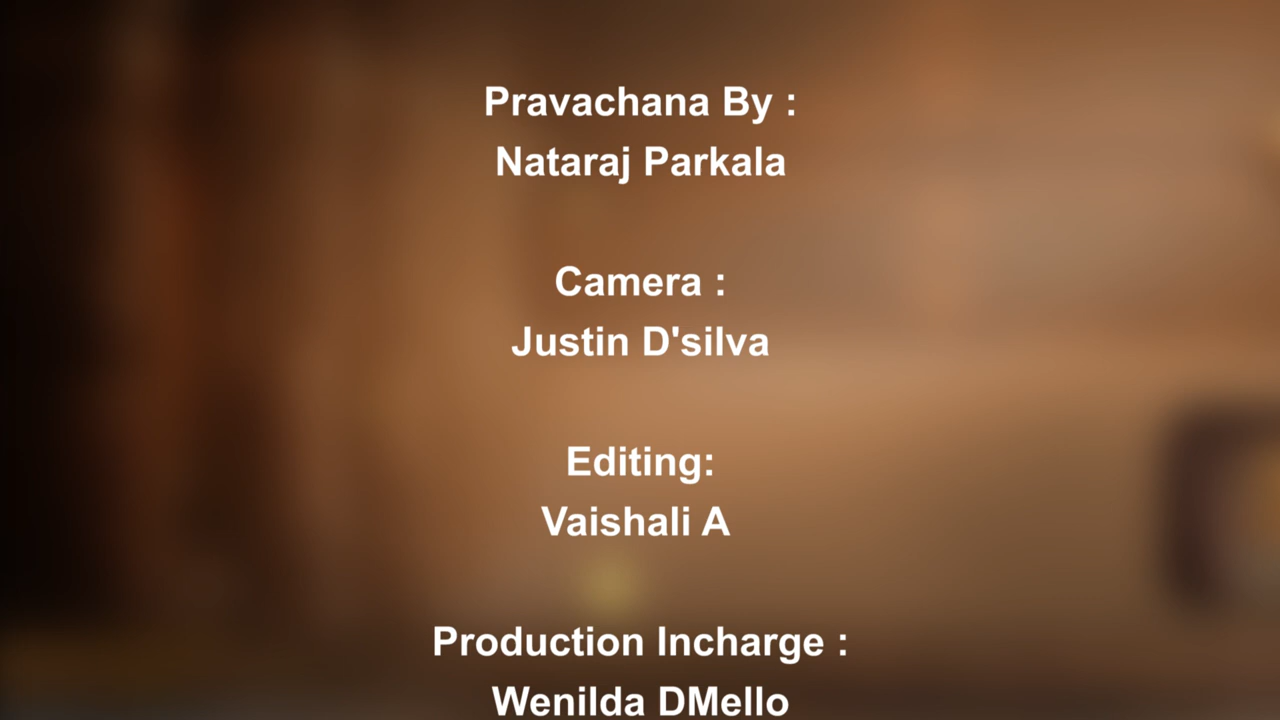 Pravachana By :
Nataraj Parkala
Camera :
Justin D'silva
Editing:
Vaishali A
Production Incharge :
Wenilda DMello